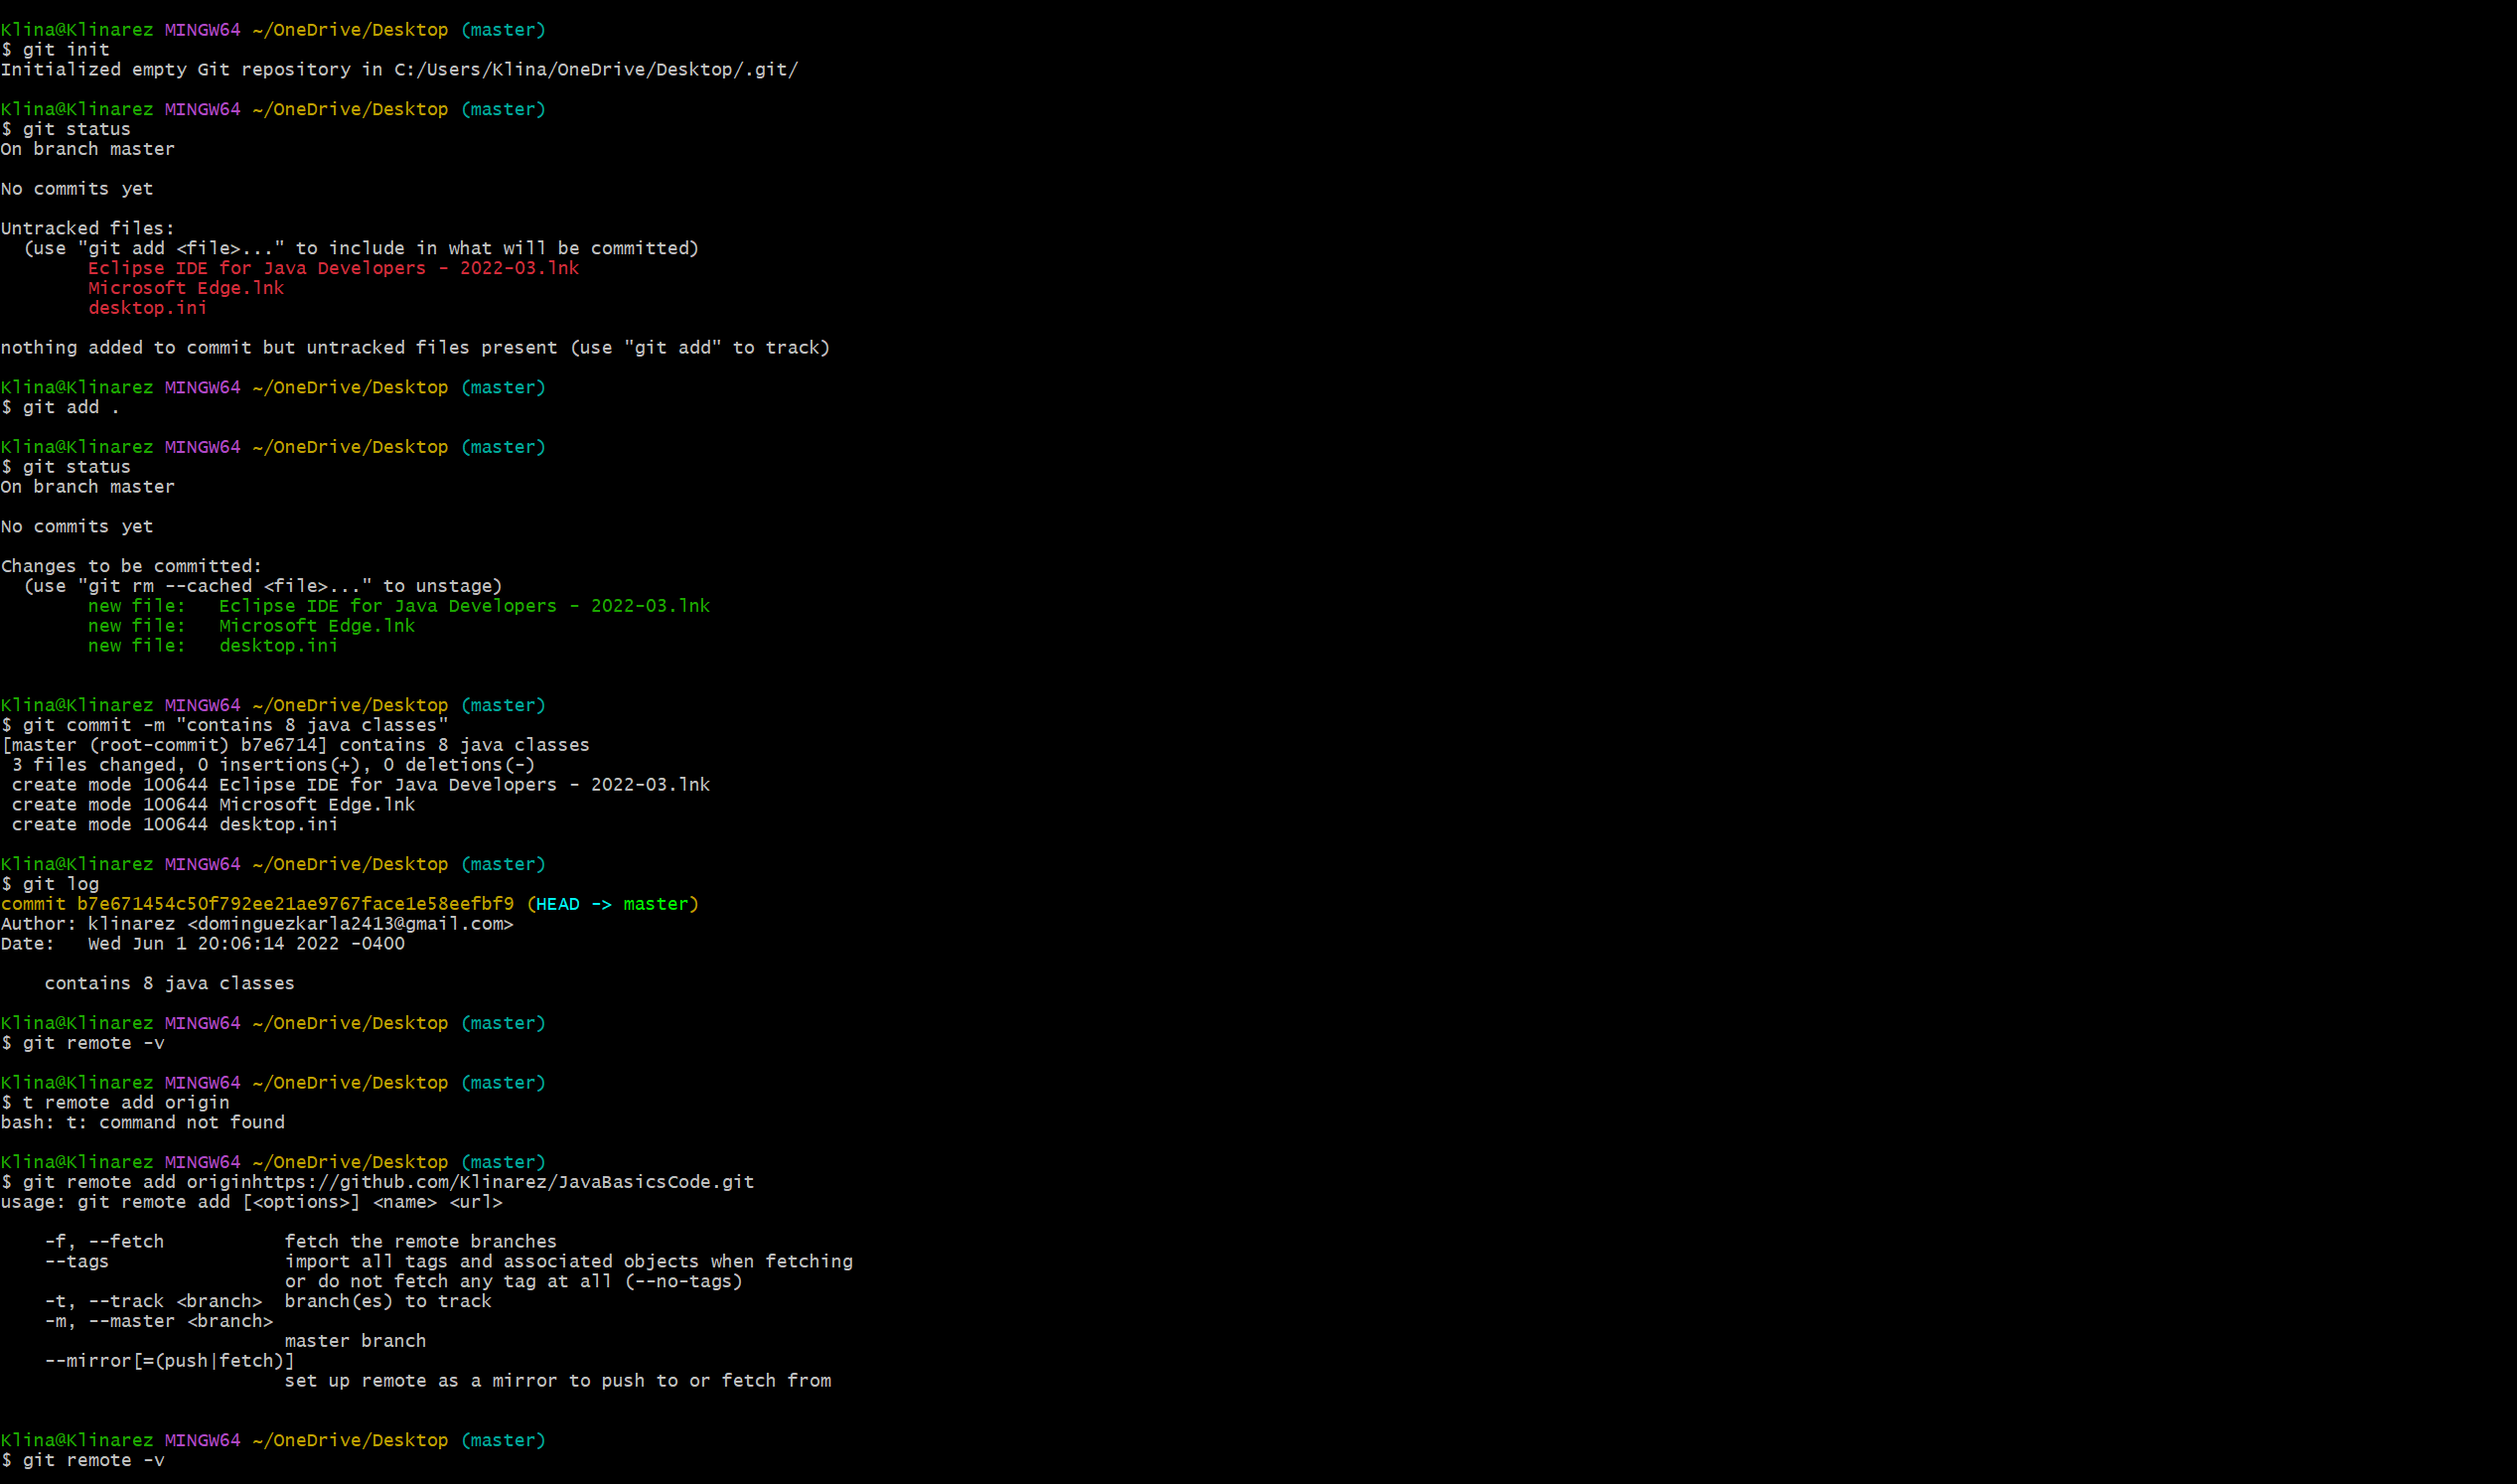 Klina@Klinarez MINGW64 ~/OneDrive/Desktop (master)
$ git init
Initialized empty Git repository in C:/Users/Klina/OneDrive/Desktop/.git/
Klina@Klinarez MINGW64 ~/OneDrive/Desktop (master)
$ git status
On branch master
No commits yet
Untracked files:
  (use "git add <file>..." to include in what will be committed)
        Eclipse IDE for Java Developers - 2022-03.lnk
        Microsoft Edge.lnk
        desktop.ini
nothing added to commit but untracked files present (use "git add" to track)
Klina@Klinarez MINGW64 ~/OneDrive/Desktop (master)
$ git add .
Klina@Klinarez MINGW64 ~/OneDrive/Desktop (master)
$ git status
On branch master
No commits yet
Changes to be committed:
  (use "git rm --cached <file>..." to unstage)
        new file:   Eclipse IDE for Java Developers - 2022-03.lnk
        new file:   Microsoft Edge.lnk
        new file:   desktop.ini
Klina@Klinarez MINGW64 ~/OneDrive/Desktop (master)
$ git commit -m "contains 8 java classes"
[master (root-commit) b7e6714] contains 8 java classes
 3 files changed, 0 insertions(+), 0 deletions(-)
 create mode 100644 Eclipse IDE for Java Developers - 2022-03.lnk
 create mode 100644 Microsoft Edge.lnk
 create mode 100644 desktop.ini
Klina@Klinarez MINGW64 ~/OneDrive/Desktop (master)
$ git log
commit b7e671454c50f792ee21ae9767face1e58eefbf9 (HEAD -> master)
Author: klinarez <dominguezkarla2413@gmail.com>
Date:   Wed Jun 1 20:06:14 2022 -0400
    contains 8 java classes
Klina@Klinarez MINGW64 ~/OneDrive/Desktop (master)
$ git remote -v
Klina@Klinarez MINGW64 ~/OneDrive/Desktop (master)
$ t remote add origin
bash: t: command not found
Klina@Klinarez MINGW64 ~/OneDrive/Desktop (master)
$ git remote add originhttps://github.com/Klinarez/JavaBasicsCode.git
usage: git remote add [<options>] <name> <url>
    -f, --fetch           fetch the remote branches
    --tags                import all tags and associated objects when fetching
                          or do not fetch any tag at all (--no-tags)
    -t, --track <branch>  branch(es) to track
    -m, --master <branch>
                          master branch
    --mirror[=(push|fetch)]
                          set up remote as a mirror to push to or fetch from
Klina@Klinarez MINGW64 ~/OneDrive/Desktop (master)
$ git remote -v